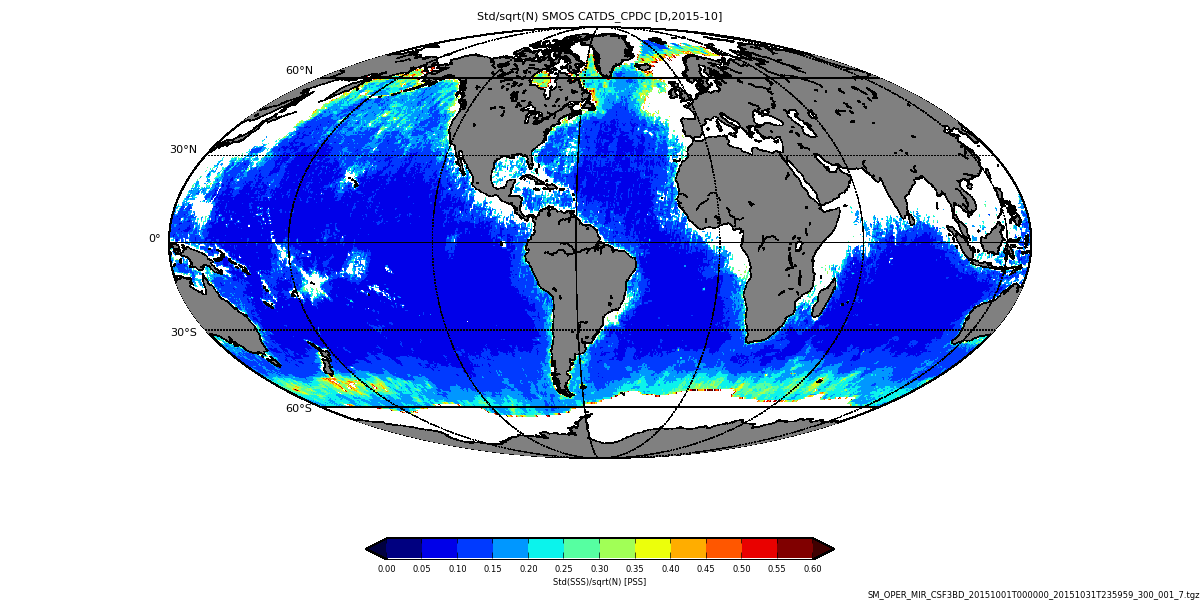 Std/sqrt(N) SMOS CATDS_CPDC [D,2015-10]
60°N
30°N
0°
30°S
60°S
0.00 0.05 0.10 0.15 0.20 0.25 0.30 0.35 0.40 0.45 0.50 0.55 0.60
Std(SSS)/sqrt(N) [PSS]
SM_OPER_MIR_CSF3BD_20151001T000000_20151031T235959_300_001_7.tgz